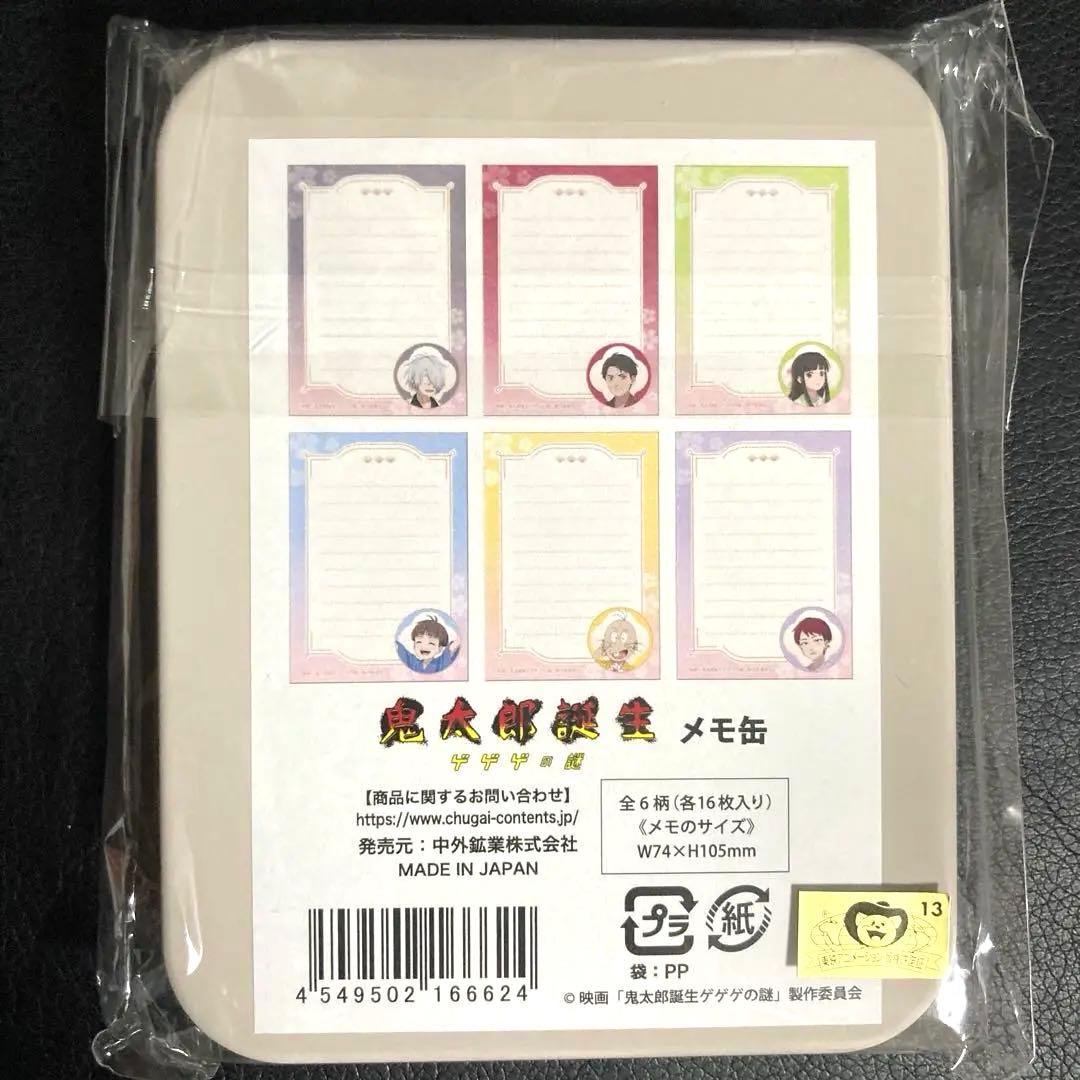 鬼太郎誕生 メモ缶
ゲゲゲの謎
【商品に関するお問い合わせ】
https://www.chugai-contents.jp/
発売元：中外鉱業株式会社
MADE IN JAPAN
全6柄（各16枚入り）
《メモのサイズ》
W74×H105mm
プラ
紙
袋：PP
13
4 549502 166624
©映画「鬼太郎誕生ゲゲゲの謎」製作委員会